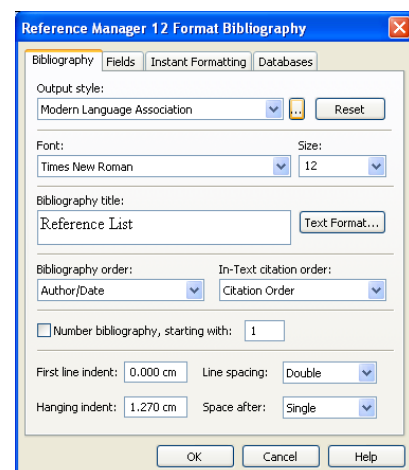 Reference Manager 12 Format Bibliography
Bibliography Fields Instant Formatting Databases
Output style:
Modern Language Association ... Reset
Font: Size:
Times New Roman 12
Bibliography title:
Reference List Text Format...
Bibliography order: In-Text citation order:
Author/Date Citation Order
Number bibliography, starting with: 1
First line indent: 0.000 cm Line spacing: Double
Hanging indent: 1.270 cm Space after: Single
OK Cancel Help